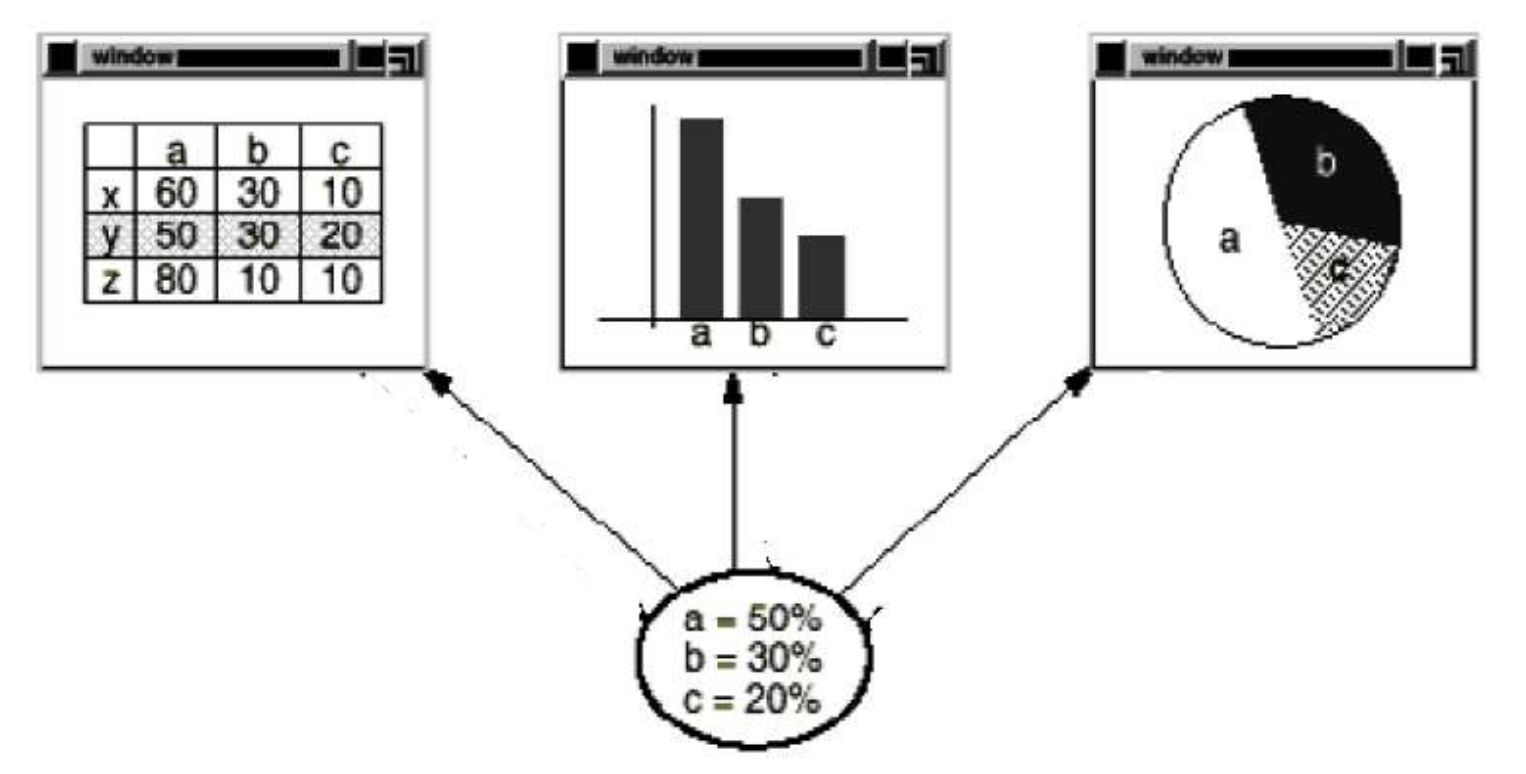 window
a b c
x 60 30 10
y 50 30 20
z 80 10 10
window
a b c
window
b
a
c
a = 50%
b = 30%
c = 20%